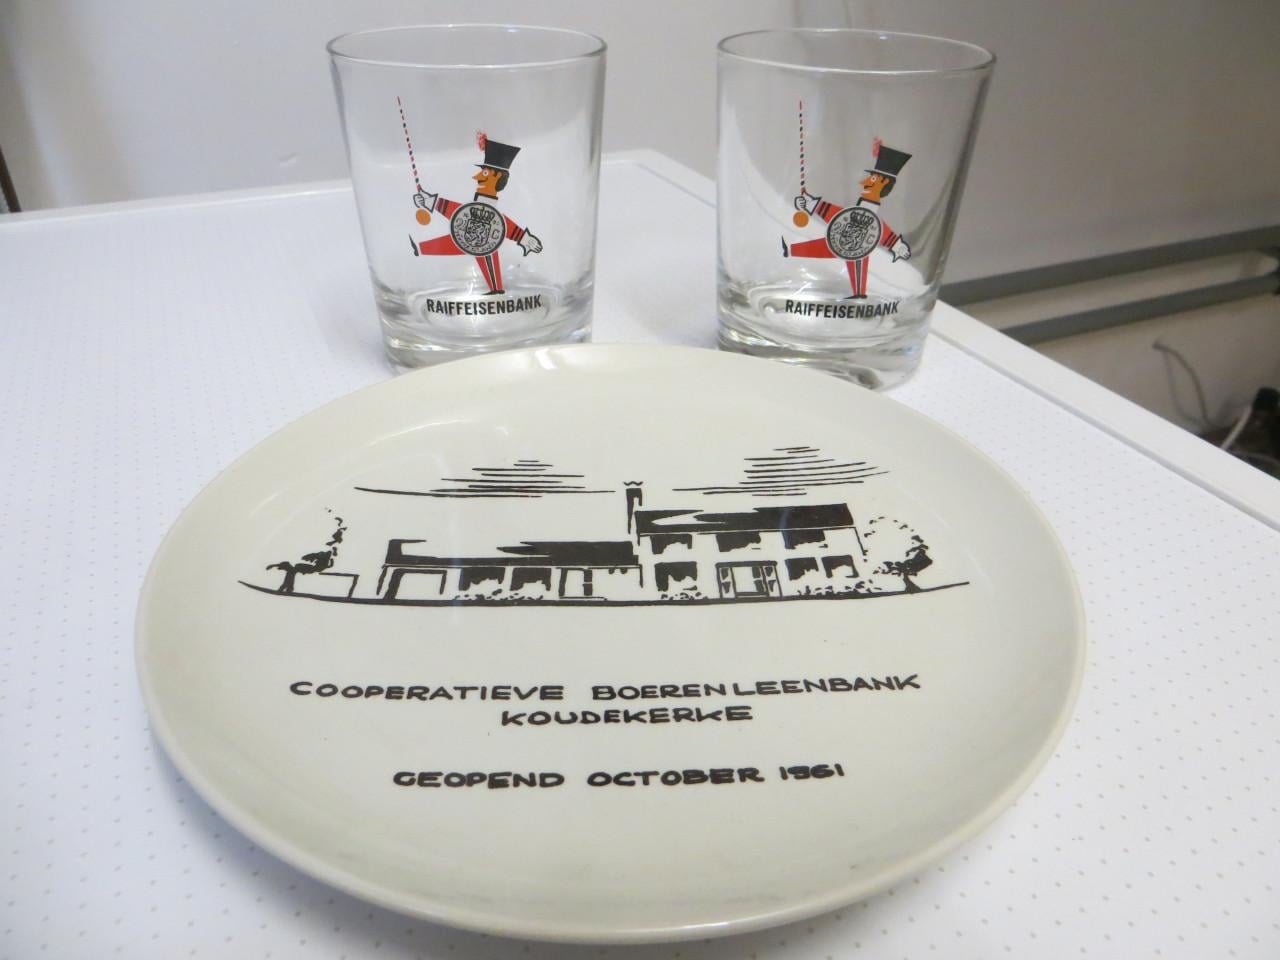 RAIFFEISENBANK
RAIFFEISENBANK
COOPERATIEVE BOERENLEENBANK
KOUDEKERKE
GEOPEND OCTOBER 1961